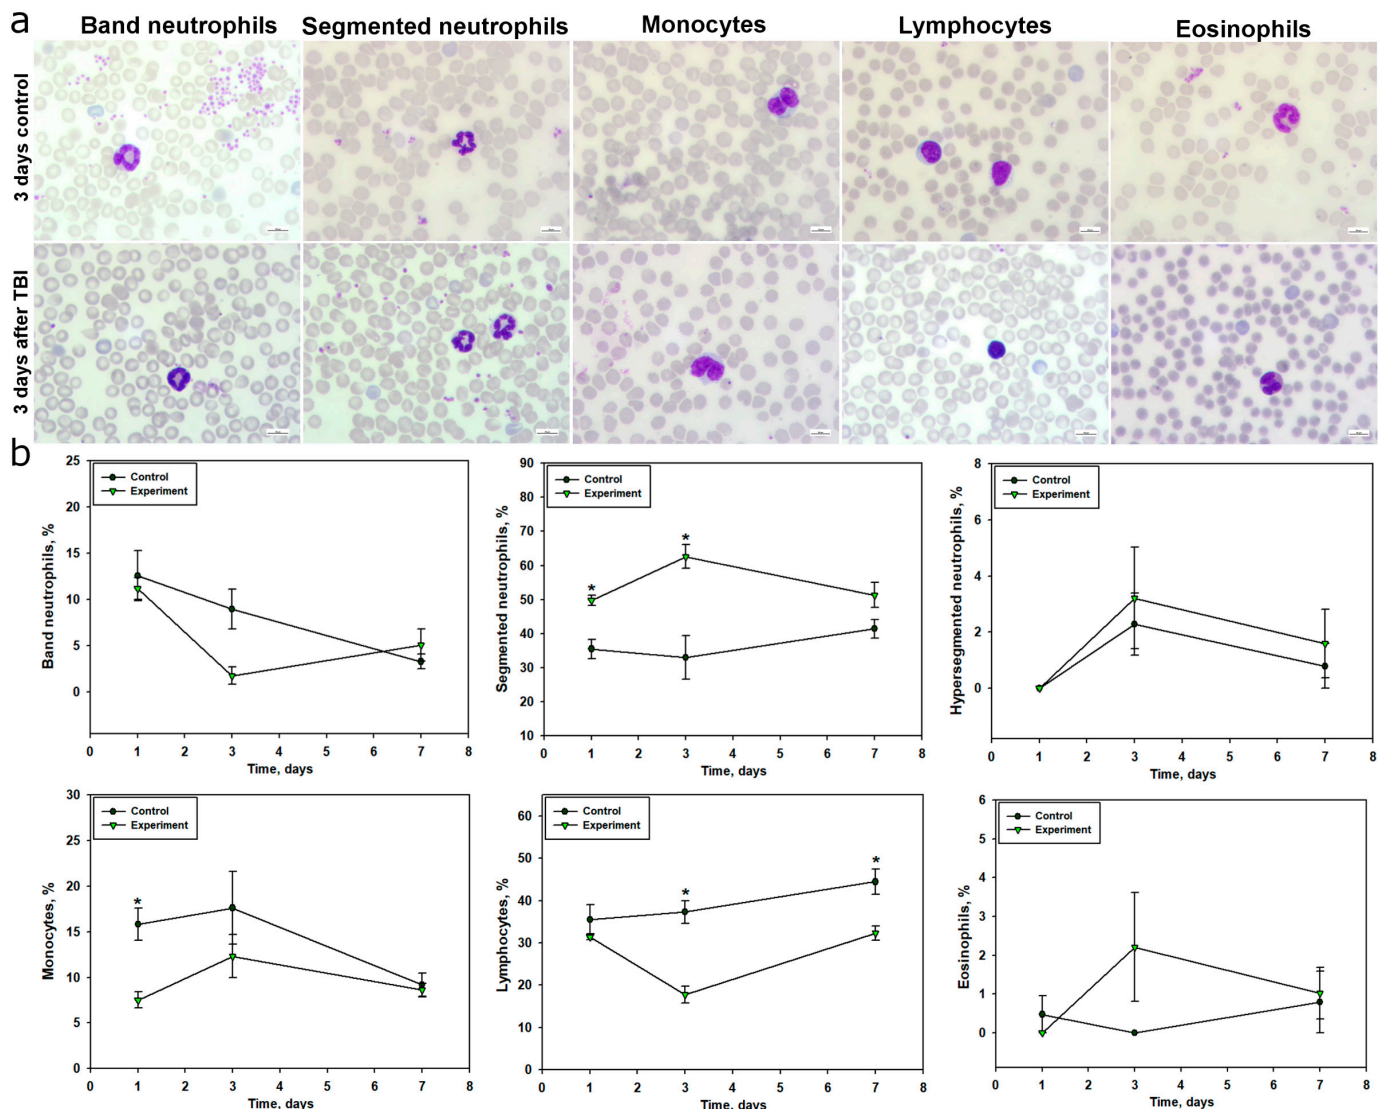 a
Band neutrophils
Segmented neutrophils
Monocytes
Lymphocytes
Eosinophils
3 days control
3 days after TBI
b
25
20
15
10
5
0
Band neutrophils, %
Control
Experiment
0 1 2 3 4 5 6 7 8
Time, days
90
80
70
60
50
40
30
20
10
Segmented neutrophils, %
Control
Experiment
*
*
0 1 2 3 4 5 6 7 8
Time, days
8
6
4
2
0
Hypersegmented neutrophils, %
Control
Experiment
0 1 2 3 4 5 6 7 8
Time, days
30
25
20
15
10
5
0
Monocytes, %
Control
Experiment
*
0 1 2 3 4 5 6 7 8
Time, days
60
50
40
30
20
10
0
Lymphocytes, %
Control
Experiment
*
*
0 1 2 3 4 5 6 7 8
Time, days
6
5
4
3
2
1
0
Eosinophils, %
Control
Experiment
0 1 2 3 4 5 6 7 8
Time, days